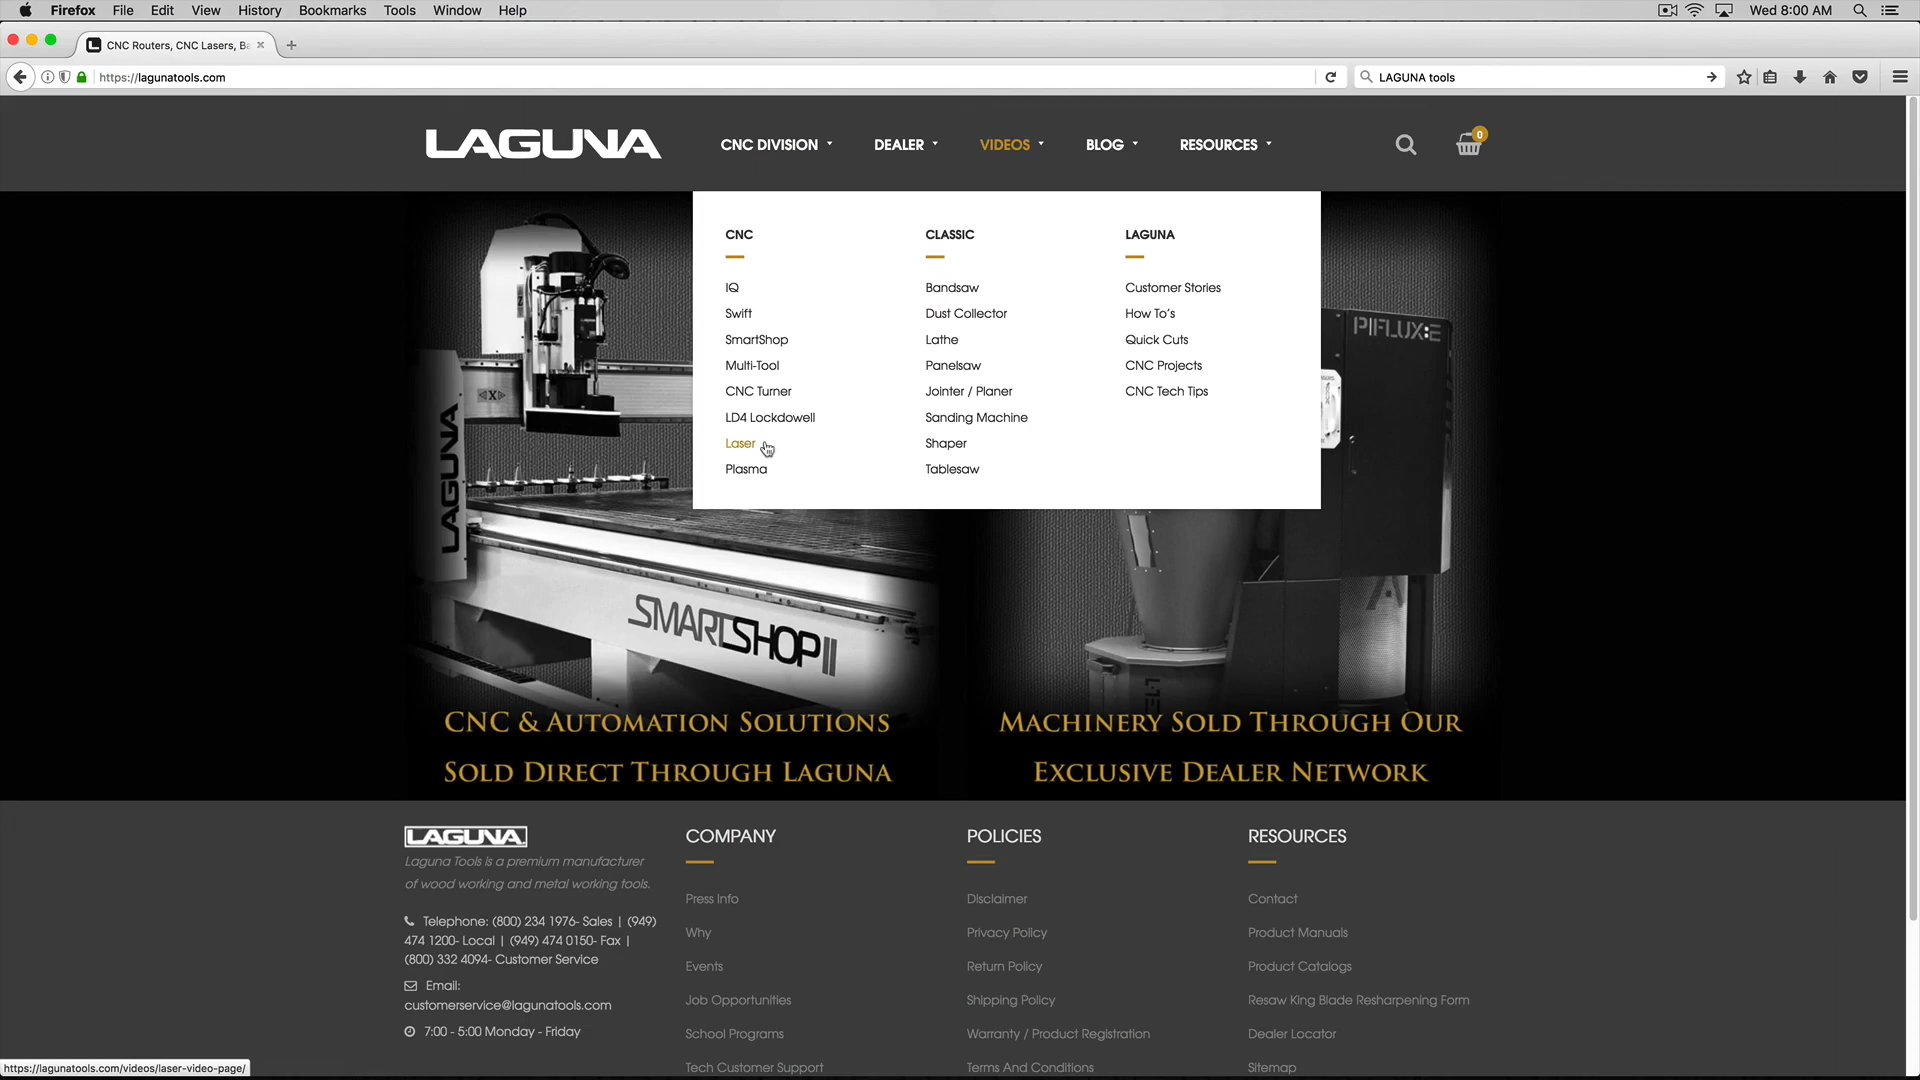 Firefox File Edit View History Bookmarks Tools Window Help
Wed 8:00 AM
CNC Routers, CNC Lasers, Ba
https://lagunatools.com
LAGUNA tools
LAGUNA
CNC DIVISION
DEALER
VIDEOS
BLOG
RESOURCES
0
CNC
IQ
Swift
SmartShop
Multi-Tool
CNC Turner
LD4 Lockdowell
Laser
Plasma
CLASSIC
Bandsaw
Dust Collector
Lathe
Panelsaw
Jointer / Planer
Sanding Machine
Shaper
Tablesaw
LAGUNA
Customer Stories
How To's
Quick Cuts
CNC Projects
CNC Tech Tips
Z
X
LAGUNA
SMARTSHOP II
PIFLUX:E
CNC & AUTOMATION SOLUTIONS
SOLD DIRECT THROUGH LAGUNA
MACHINERY SOLD THROUGH OUR
EXCLUSIVE DEALER NETWORK
LAGUNA
Laguna Tools is a premium manufacturer
of wood working and metal working tools.
Telephone: (800) 234 1976- Sales | (949)
474 1200- Local | (949) 474 0150- Fax |
(800) 332 4094- Customer Service
Email:
customerservice@lagunatools.com
7:00 - 5:00 Monday - Friday
COMPANY
Press Info
Why
Events
Job Opportunities
School Programs
Tech Customer Support
POLICIES
Disclaimer
Privacy Policy
Return Policy
Shipping Policy
Warranty / Product Registration
Terms And Conditions
RESOURCES
Contact
Product Manuals
Product Catalogs
Resaw King Blade Resharpening Form
Dealer Locator
Sitemap
https://lagunatools.com/videos/laser-video-page/